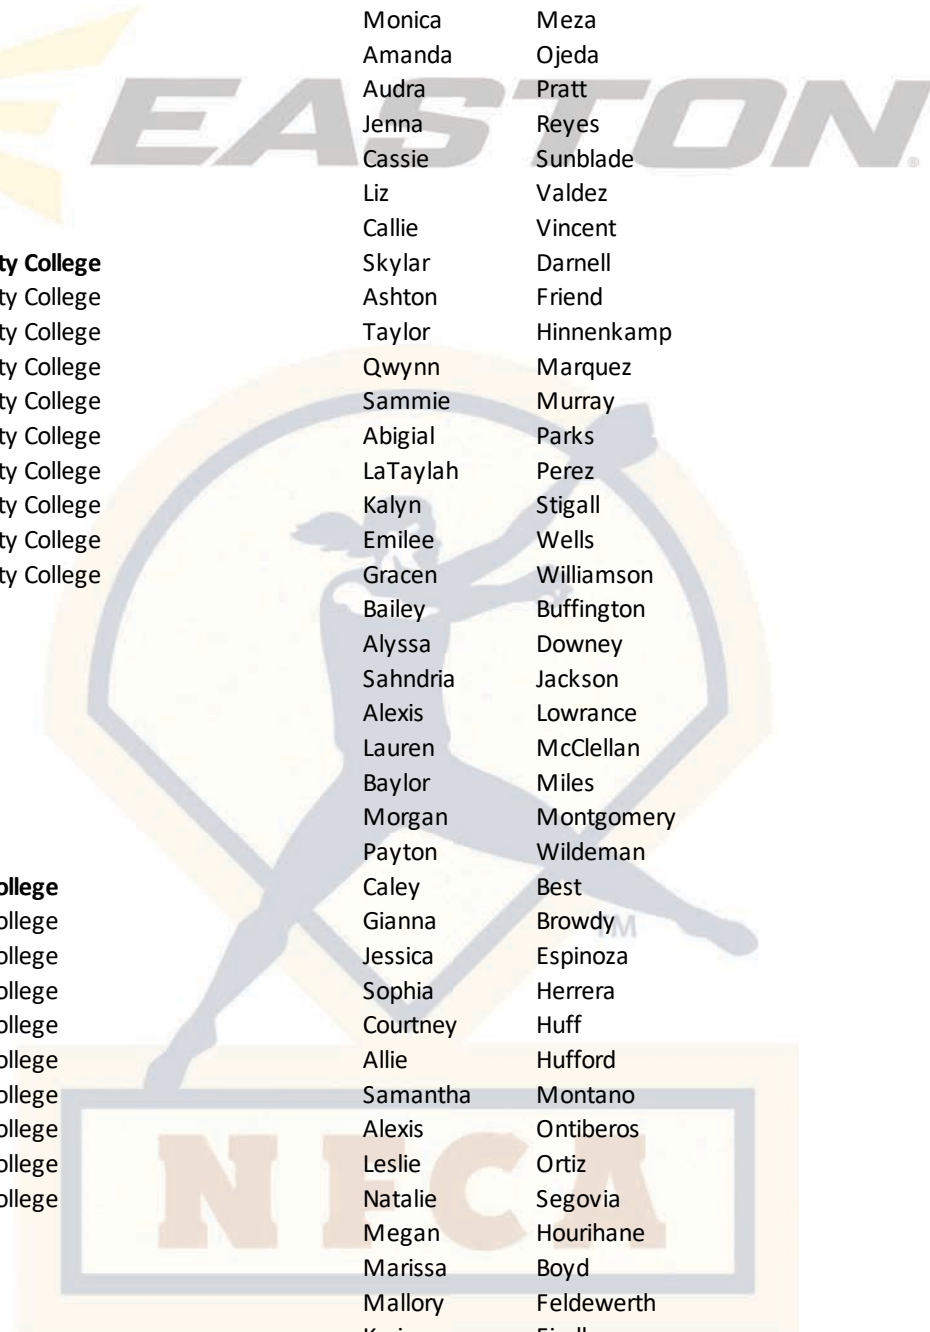 Monica Meza
Amanda Ojeda
Audra Pratt
EASTON
Jenna Reyes
Cassie Sunblade
Liz Valdez
Callie Vincent
ty College Skylar Darnell
ty College Ashton Friend
ty College Taylor Hinnenkamp
ty College Qwynn Marquez
ty College Sammie Murray
ty College Abigial Parks
ty College LaTaylah Perez
ty College Kalyn Stigall
ty College Emilee Wells
ty College Gracen Williamson
Bailey Buffington
Alyssa Downey
Sahndria Jackson
Alexis Lowrance
Lauren McClellan
Baylor Miles
Morgan Montgomery
Payton Wildeman
ollege Caley Best
ollege Gianna Browdy
TM
ollege Jessica Espinoza
ollege Sophia Herrera
ollege Courtney Huff
ollege Allie Hufford
ollege Samantha Montano
ollege Alexis Ontiberos
ollege Leslie Ortiz
ollege Natalie Segovia
NFCA
Megan Hourihane
Marissa Boyd
Mallory Feldewerth